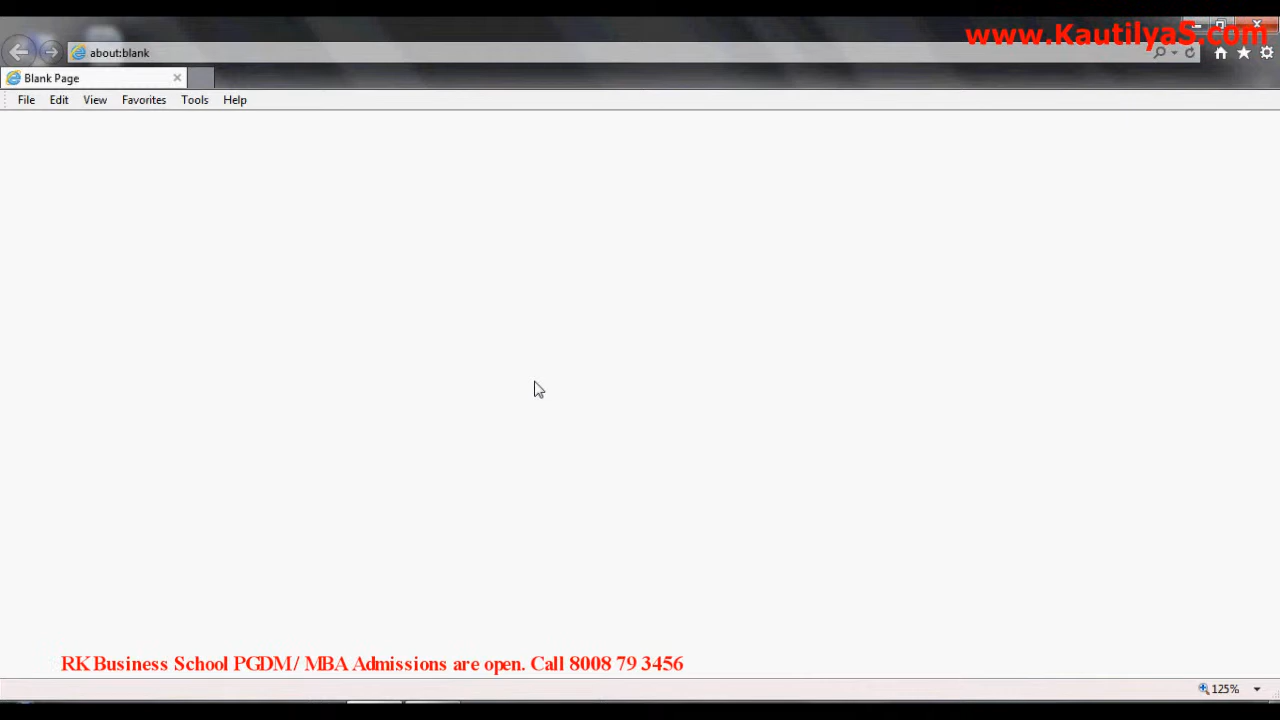 www.Kautilya5.com
about:blank
Blank Page
File Edit View Favorites Tools Help
RK Business School PGDM / MBA Admissions are open. Call 8008 79 3456
125%